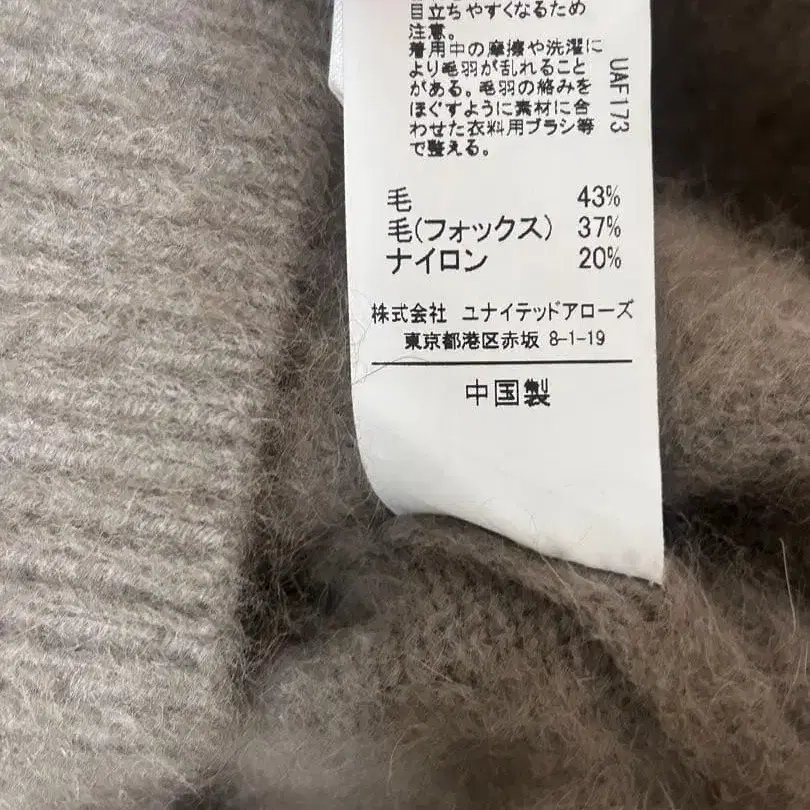 目立ちやすくなるため
注意。
着用中の摩擦や洗濯に
より毛羽が乱れること
がある。毛羽の絡みを
ほぐすように素材に合
わせた衣料用ブラシ等
で整える。
UAF173
毛 43%
毛(フォックス) 37%
ナイロン 20%
株式会社 ユナイテッドアローズ
東京都港区赤坂 8-1-19
中国製